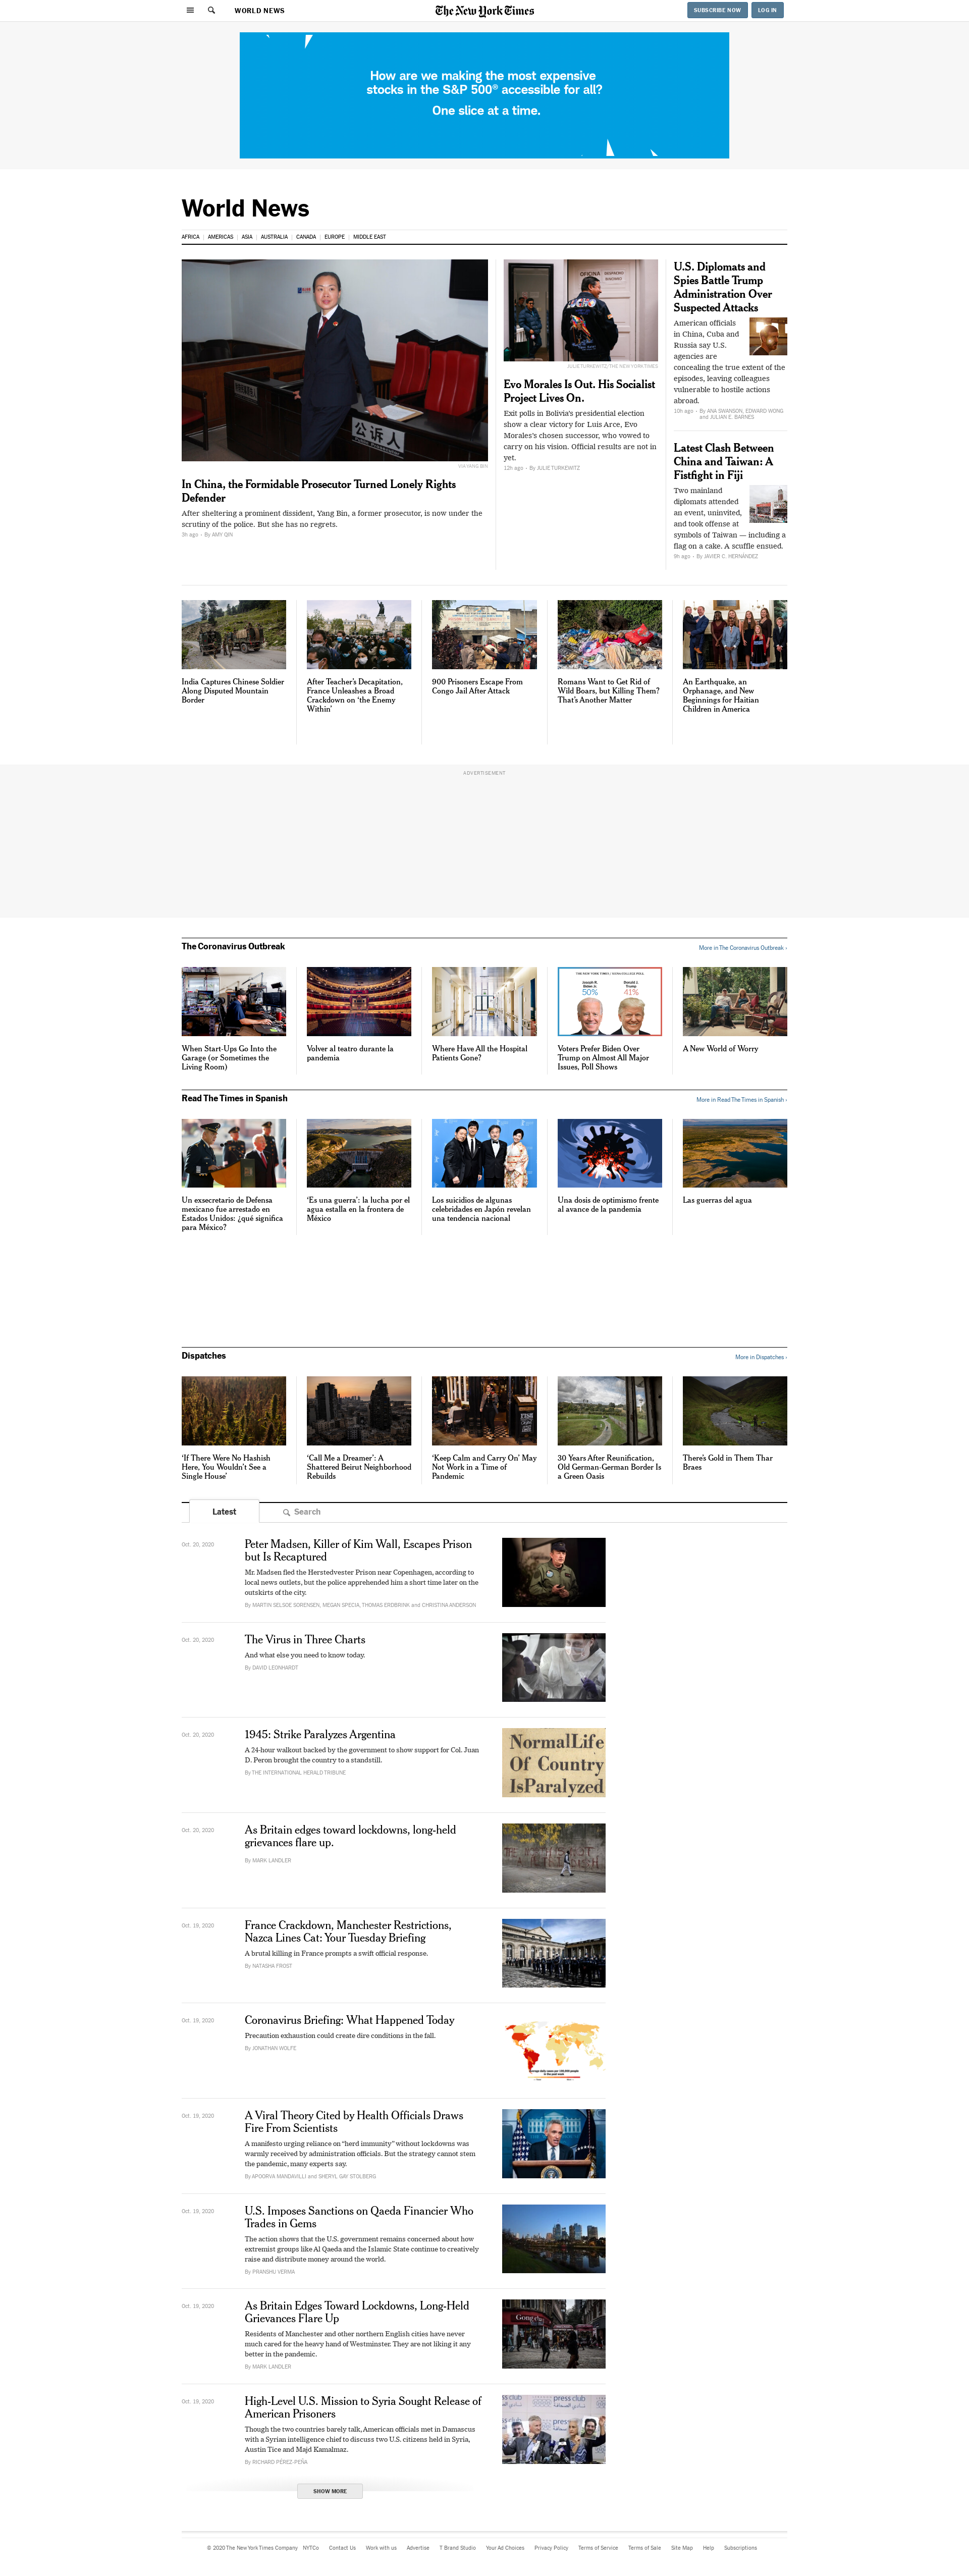 WORLD NEWS
The New York Times
SUBSCRIBE NOW
LOG IN
How are we making the most expensive
stocks in the S&P 500® accessible for all?
One slice at a time.
World News
AFRICA
AMERICAS
ASIA
AUSTRALIA
CANADA
EUROPE
MIDDLE EAST
公诉人
VIA YANG BIN
In China, the Formidable Prosecutor Turned Lonely Rights
Defender
After sheltering a prominent dissident, Yang Bin, a former prosecutor, is now under the
scrutiny of the police. But she has no regrets.
3h ago · By AMY QIN
OFICINA
JULIE TURKEWITZ/THE NEW YORK TIMES
Evo Morales Is Out. His Socialist
Project Lives On.
Exit polls in Bolivia's presidential election
show a clear victory for Luis Arce, Evo
Morales's chosen successor, who vowed to
carry on his vision. Official results are not in
yet.
12h ago · By JULIE TURKEWITZ
U.S. Diplomats and
Spies Battle Trump
Administration Over
Suspected Attacks
American officials
in China, Cuba and
Russia say U.S.
agencies are
concealing the true extent of the
episodes, leaving colleagues
vulnerable to hostile actions
abroad.
10h ago · By ANA SWANSON, EDWARD WONG
and JULIAN E. BARNES
Latest Clash Between
China and Taiwan: A
Fistfight in Fiji
Two mainland
diplomats attended
an event, uninvited,
and took offense at
symbols of Taiwan — including a
flag on a cake. A scuffle ensued.
9h ago · By JAVIER C. HERNÁNDEZ
India Captures Chinese Soldier
Along Disputed Mountain
Border
After Teacher's Decapitation,
France Unleashes a Broad
Crackdown on 'the Enemy
Within'
900 Prisoners Escape From
Congo Jail After Attack
Romans Want to Get Rid of
Wild Boars, but Killing Them?
That's Another Matter
An Earthquake, an
Orphanage, and New
Beginnings for Haitian
Children in America
ADVERTISEMENT
The Coronavirus Outbreak
More in The Coronavirus Outbreak ›
When Start-Ups Go Into the
Garage (or Sometimes the
Living Room)
Volver al teatro durante la
pandemia
Where Have All the Hospital
Patients Gone?
THE NEW YORK TIMES / SIENA COLLEGE POLL
Joseph R.
Biden Jr.
50%
Donald J.
Trump
41%
Voters Prefer Biden Over
Trump on Almost All Major
Issues, Poll Shows
A New World of Worry
Read The Times in Spanish
More in Read The Times in Spanish ›
Un exsecretario de Defensa
mexicano fue arrestado en
Estados Unidos: ¿qué significa
para México?
'Es una guerra': la lucha por el
agua estalla en la frontera de
México
Los suicidios de algunas
celebridades en Japón revelan
una tendencia nacional
Una dosis de optimismo frente
al avance de la pandemia
Las guerras del agua
Dispatches
More in Dispatches ›
'If There Were No Hashish
Here, You Wouldn't See a
Single House'
'Call Me a Dreamer': A
Shattered Beirut Neighborhood
Rebuilds
'Keep Calm and Carry On' May
Not Work in a Time of
Pandemic
30 Years After Reunification,
Old German-German Border Is
a Green Oasis
There's Gold in Them Thar
Braes
Latest
Search
Oct. 20, 2020
Peter Madsen, Killer of Kim Wall, Escapes Prison
but Is Recaptured
Mr. Madsen fled the Herstedvester Prison near Copenhagen, according to
local news outlets, but the police apprehended him a short time later on the
outskirts of the city.
By MARTIN SELSOE SORENSEN, MEGAN SPECIA, THOMAS ERDBRINK and CHRISTINA ANDERSON
Oct. 20, 2020
The Virus in Three Charts
And what else you need to know today.
By DAVID LEONHARDT
Oct. 20, 2020
1945: Strike Paralyzes Argentina
A 24-hour walkout backed by the government to show support for Col. Juan
D. Peron brought the country to a standstill.
By THE INTERNATIONAL HERALD TRIBUNE
Normal Life
Of Country
Is Paralyzed
Oct. 20, 2020
As Britain edges toward lockdowns, long-held
grievances flare up.
By MARK LANDLER
Oct. 19, 2020
France Crackdown, Manchester Restrictions,
Nazca Lines Cat: Your Tuesday Briefing
A brutal killing in France prompts a swift official response.
By NATASHA FROST
Oct. 19, 2020
Coronavirus Briefing: What Happened Today
Precaution exhaustion could create dire conditions in the fall.
By JONATHAN WOLFE
Oct. 19, 2020
A Viral Theory Cited by Health Officials Draws
Fire From Scientists
A manifesto urging reliance on "herd immunity" without lockdowns was
warmly received by administration officials. But the strategy cannot stem
the pandemic, many experts say.
By APOORVA MANDAVILLI and SHERYL GAY STOLBERG
Oct. 19, 2020
U.S. Imposes Sanctions on Qaeda Financier Who
Trades in Gems
The action shows that the U.S. government remains concerned about how
extremist groups like Al Qaeda and the Islamic State continue to creatively
raise and distribute money around the world.
By PRANSHU VERMA
Oct. 19, 2020
As Britain Edges Toward Lockdowns, Long-Held
Grievances Flare Up
Residents of Manchester and other northern English cities have never
much cared for the heavy hand of Westminster. They are not liking it any
better in the pandemic.
By MARK LANDLER
Oct. 19, 2020
High-Level U.S. Mission to Syria Sought Release of
American Prisoners
Though the two countries barely talk, American officials met in Damascus
with a Syrian intelligence chief to discuss two U.S. citizens held in Syria,
Austin Tice and Majd Kamalmaz.
By RICHARD PÉREZ-PEÑA
press club
press
SHOW MORE
© 2020 The New York Times Company
NYTCo
Contact Us
Work with us
Advertise
T Brand Studio
Your Ad Choices
Privacy Policy
Terms of Service
Terms of Sale
Site Map
Help
Subscriptions